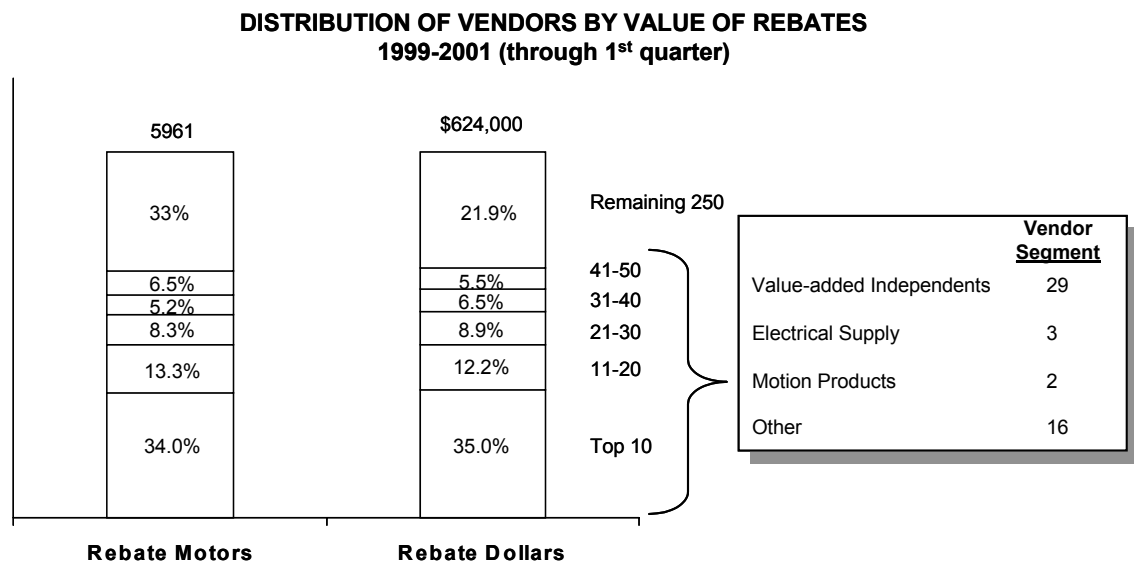 DISTRIBUTION OF VENDORS BY VALUE OF REBATES
1999-2001 (through 1st quarter)
5961
$624,000
33%
6.5%
5.2%
8.3%
13.3%
34.0%
21.9%
5.5%
6.5%
8.9%
12.2%
35.0%
Remaining 250
41-50
31-40
21-30
11-20
Top 10
Vendor
Segment
Value-added Independents 29
Electrical Supply 3
Motion Products 2
Other 16
Rebate Motors
Rebate Dollars